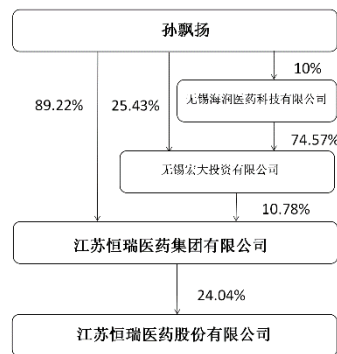 孙飘扬
10%
89.22%
25.43%
无锡海润医药科技有限公司
74.57%
无锡宏大投资有限公司
10.78%
江苏恒瑞医药集团有限公司
24.04%
江苏恒瑞医药股份有限公司